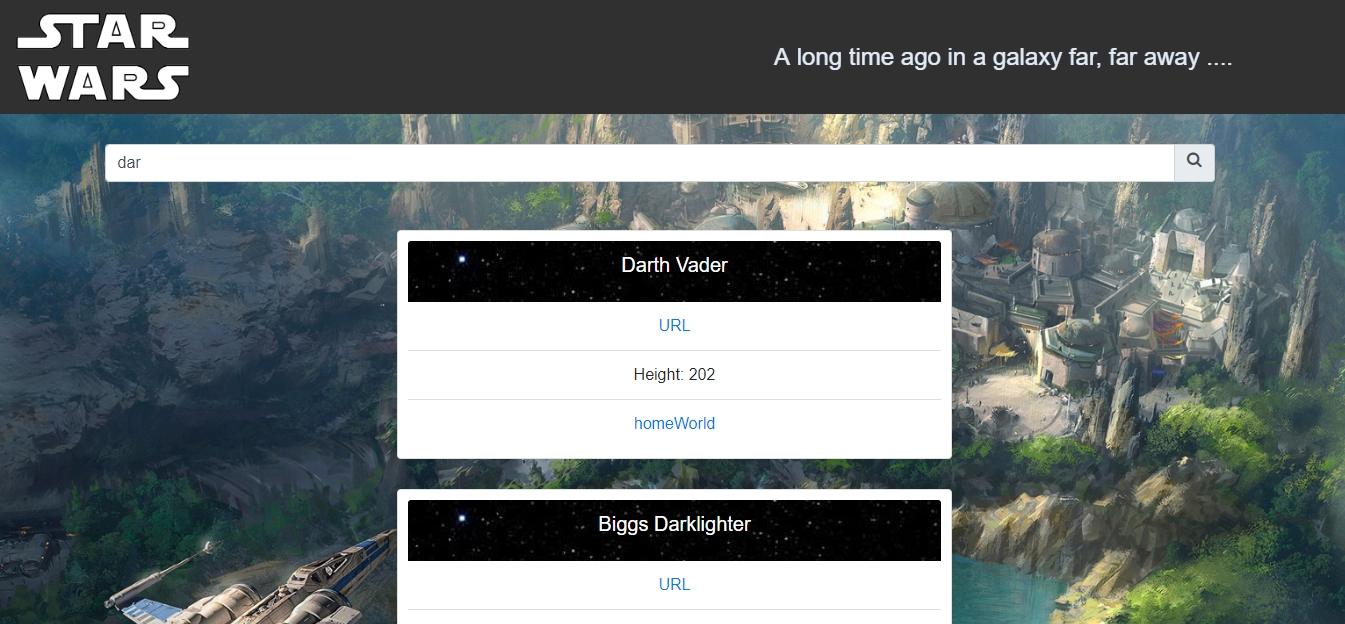 STAR
WARS
A long time ago in a galaxy far, far away ....
dar
Darth Vader
URL
Height: 202
homeWorld
Biggs Darklighter
URL